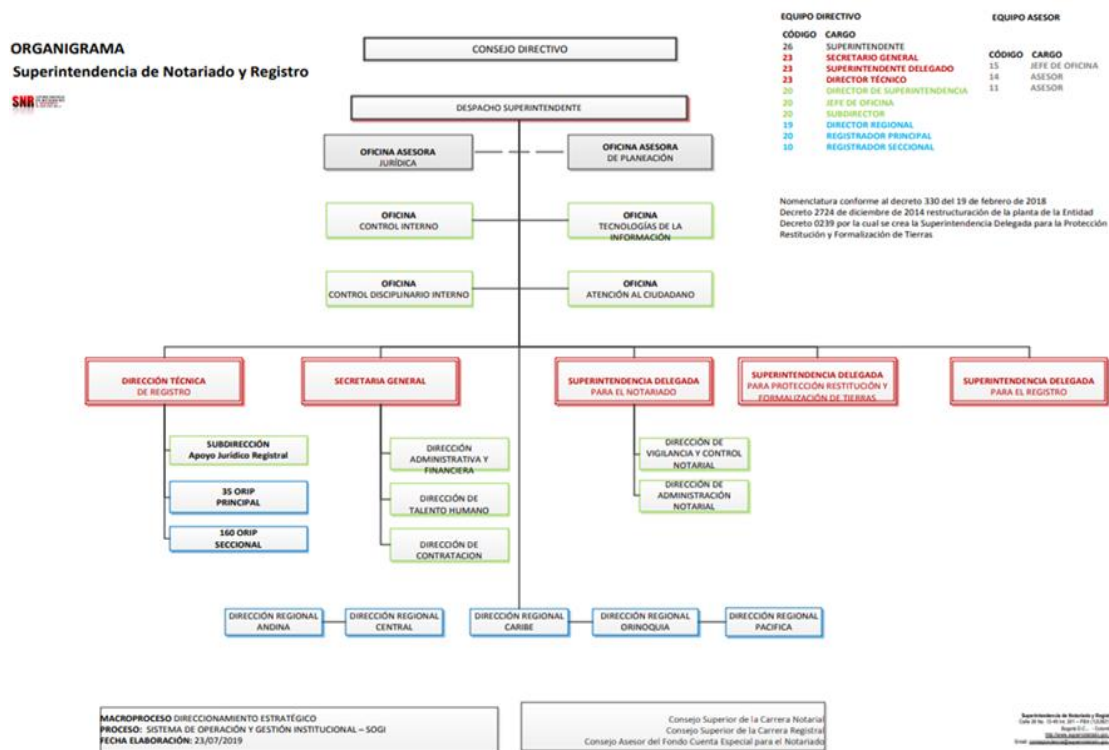 ORGANIGRAMA
Superintendencia de Notariado y Registro
SNR
EQUIPO DIRECTIVO
CÓDIGO CARGO
26 SUPERINTENDENTE
23 SECRETARIO GENERAL
23 SUPERINTENDENTE DELEGADO
23 DIRECTOR TÉCNICO
20 DIRECTOR DE SUPERINTENDENCIA
20 JEFE DE OFICINA
20 SUBDIRECTOR
19 DIRECTOR REGIONAL
20 REGISTRADOR PRINCIPAL
10 REGISTRADOR SECCIONAL
EQUIPO ASESOR
CÓDIGO CARGO
15 JEFE DE OFICINA
14 ASESOR
11 ASESOR
Nomenclatura conforme al decreto 330 del 19 de febrero de 2018
Decreto 2724 de diciembre de 2014 restructuración de la planta de la Entidad
Decreto 0239 por la cual se crea la Superintendencia Delegada para la Protección
Restitución y Formalización de Tierras
CONSEJO DIRECTIVO
DESPACHO SUPERINTENDENTE
OFICINA ASESORA
JURÍDICA
OFICINA ASESORA
DE PLANEACIÓN
OFICINA
CONTROL INTERNO
OFICINA
TECNOLOGÍAS DE LA
INFORMACIÓN
OFICINA
CONTROL DISCIPLINARIO INTERNO
OFICINA
ATENCIÓN AL CIUDADANO
DIRECCIÓN TÉCNICA
DE REGISTRO
SECRETARIA GENERAL
SUPERINTENDENCIA DELEGADA
PARA EL NOTARIADO
SUPERINTENDENCIA DELEGADA
PARA PROTECCIÓN RESTITUCIÓN Y
FORMALIZACIÓN DE TIERRAS
SUPERINTENDENCIA DELEGADA
PARA EL REGISTRO
SUBDIRECCIÓN
Apoyo Jurídico Registral
35 ORIP
PRINCIPAL
160 ORIP
SECCIONAL
DIRECCIÓN
ADMINISTRATIVA Y
FINANCIERA
DIRECCIÓN DE
TALENTO HUMANO
DIRECCIÓN DE
CONTRATACION
DIRECCIÓN DE
VIGILANCIA Y CONTROL
NOTARIAL
DIRECCIÓN DE
ADMINISTRACIÓN
NOTARIAL
DIRECCIÓN REGIONAL
ANDINA
DIRECCIÓN REGIONAL
CENTRAL
DIRECCIÓN REGIONAL
CARIBE
DIRECCIÓN REGIONAL
ORINOQUIA
DIRECCIÓN REGIONAL
PACIFICA
MACROPROCESO DIRECCIONAMIENTO ESTRATÉGICO
PROCESO: SISTEMA DE OPERACIÓN Y GESTIÓN INSTITUCIONAL – SOGI
FECHA ELABORACIÓN: 23/07/2019
Consejo Superior de la Carrera Notarial
Consejo Superior de la Carrera Registral
Consejo Asesor del Fondo Cuenta Especial para el Notariado
Superintendencia de Notariado y Regist